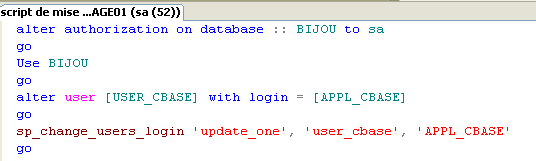 script de mise ...AGE01 (sa (52))
alter authorization on database :: BIJOU to sa
go
Use BIJOU
go
alter user [USER_CBASE] with login = [APPL_CBASE]
go
sp_change_users_login 'update_one', 'user_cbase', 'APPL_CBASE'
go